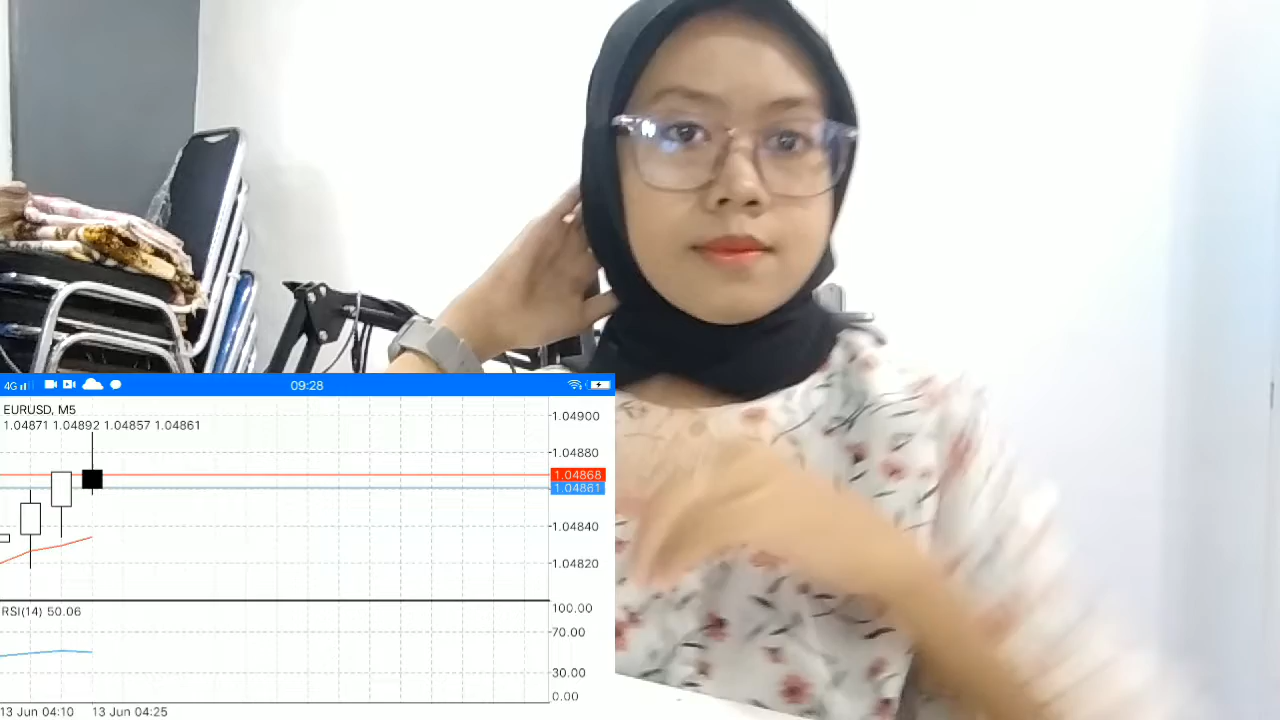 4G 09:28
EURUSD, M5
1.04871 1.04892 1.04857 1.04861
1.04900
1.04880
1.04868
1.04861
1.04840
1.04820
RSI(14) 50.06
100.00
70.00
30.00
0.00
13 Jun 04:10 13 Jun 04:25